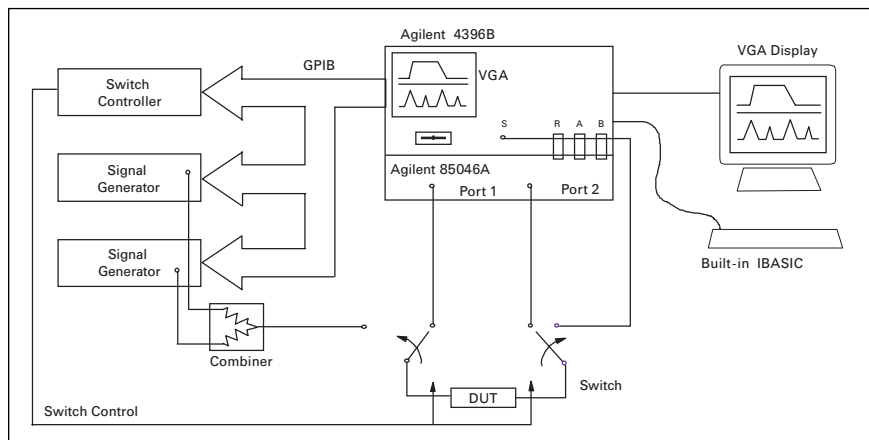 Agilent 4396B
GPIB
VGA Display
VGA
Switch
Controller
S
R
A
B
Signal
Generator
Agilent 85046A
Port 1
Port 2
Signal
Generator
Built-in IBASIC
Combiner
Switch
DUT
Switch Control